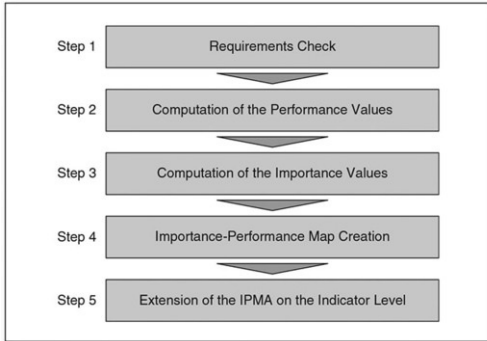 Step 1 Requirements Check
Step 2 Computation of the Performance Values
Step 3 Computation of the Importance Values
Step 4 Importance-Performance Map Creation
Step 5 Extension of the IPMA on the Indicator Level